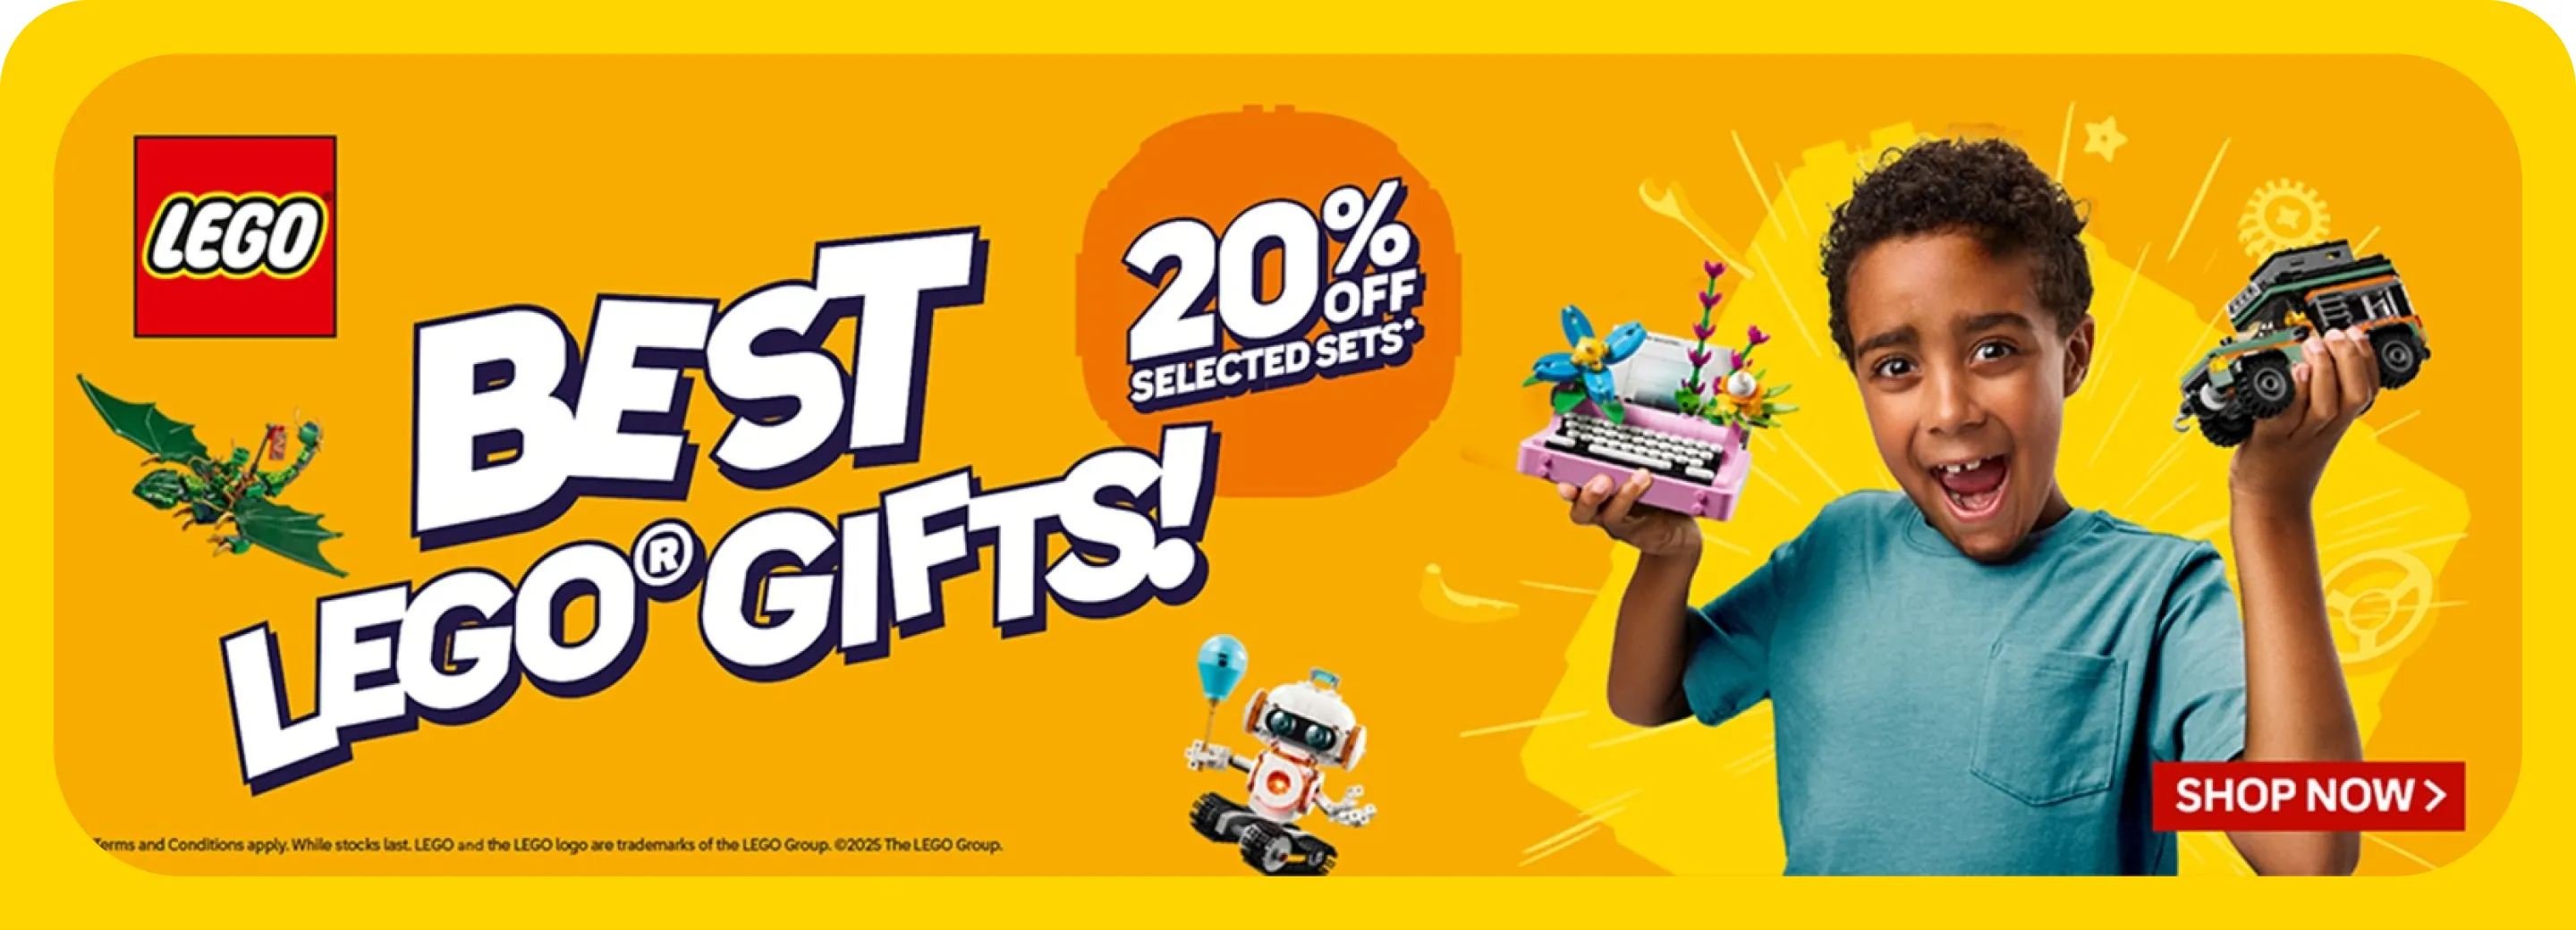 LEGO
BEST
LEGO® GIFTS!
20%
OFF
SELECTED SETS*
Terms and Conditions apply. While stocks last. LEGO and the LEGO logo are trademarks of the LEGO Group. ©2025 The LEGO Group.
SHOP NOW >